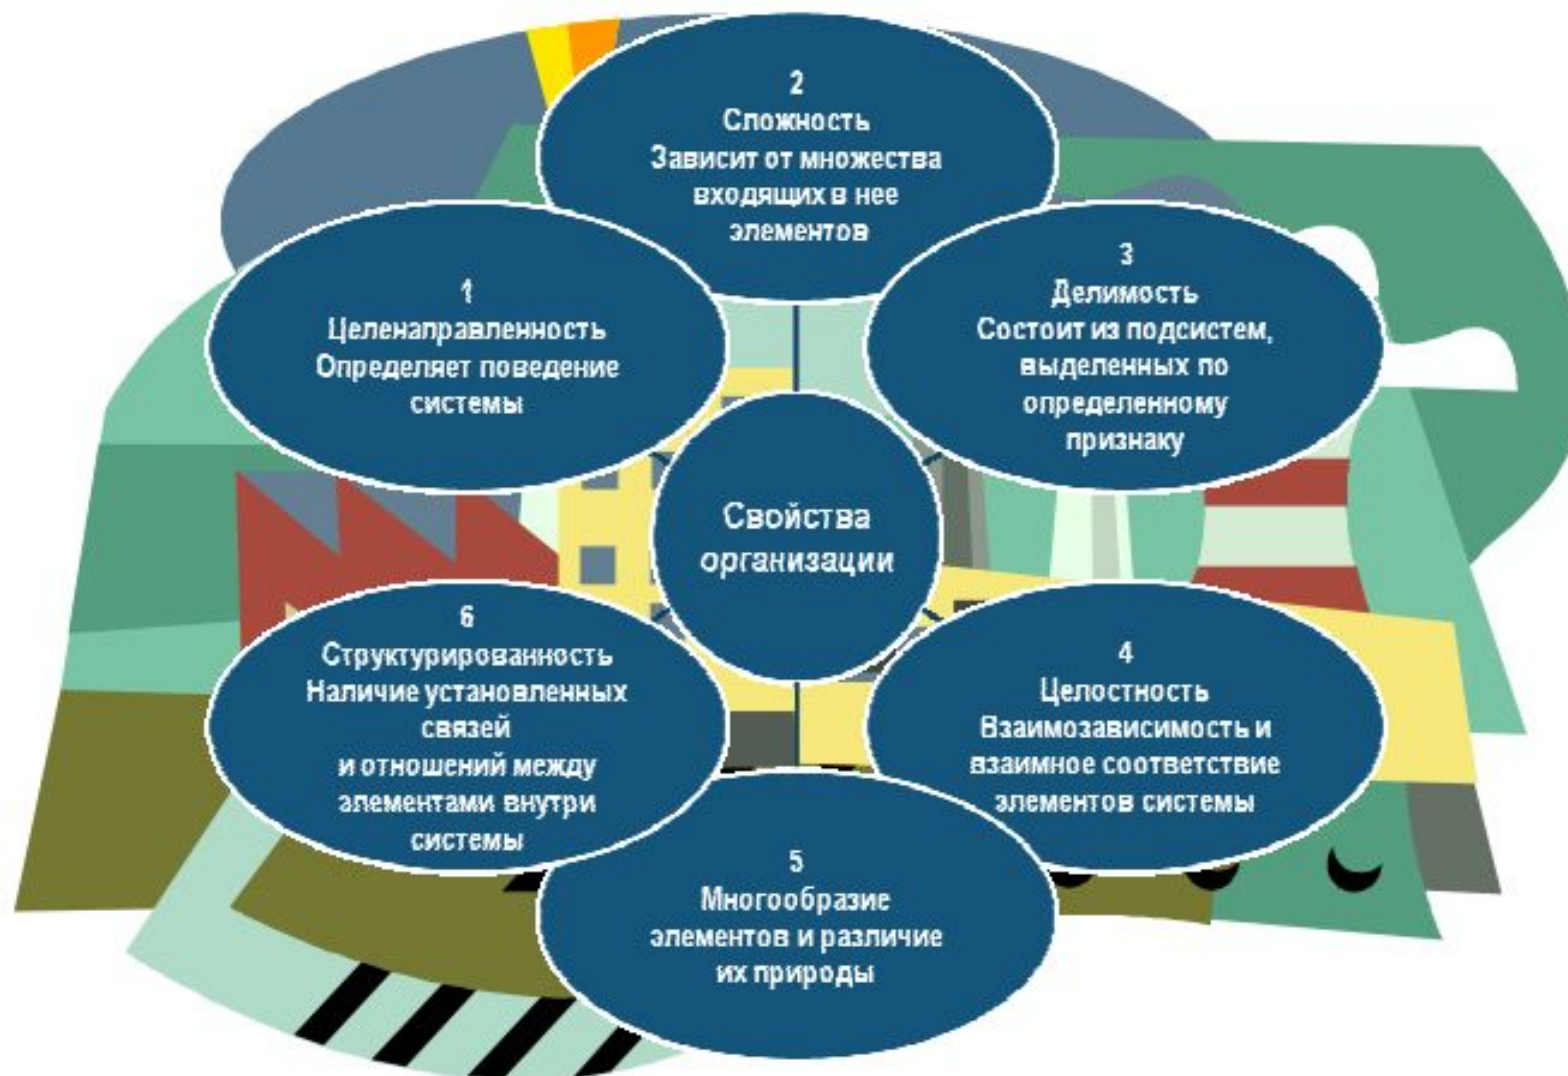 Свойства
организации
1
Целенаправленность
Определяет поведение
системы
2
Сложность
Зависит от множества
входящих в нее
элементов
3
Делимость
Состоит из подсистем,
выделенных по
определенному
признаку
4
Целостность
Взаимозависимость и
взаимное соответствие
элементов системы
5
Многообразие
элементов и различие
их природы
6
Структурированность
Наличие установленных
связей
и отношений между
элементами внутри
системы